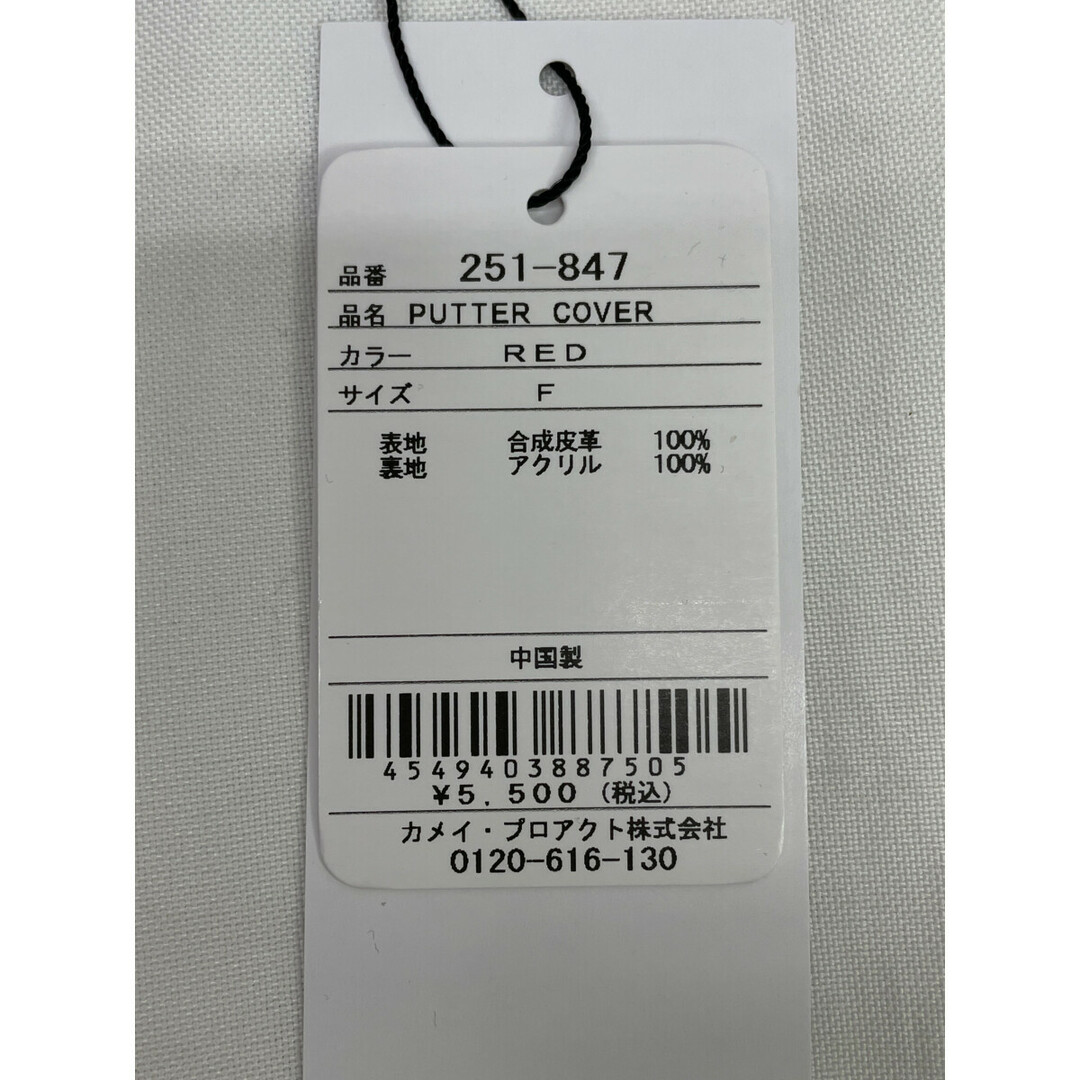 品番 251-847
品名 PUTTER COVER
カラー RED
サイズ F
表地 合成皮革 100%
裏地 アクリル 100%
中国製
4549403887505
¥5,500 (税込)
カメイ・プロアクト株式会社
0120-616-130